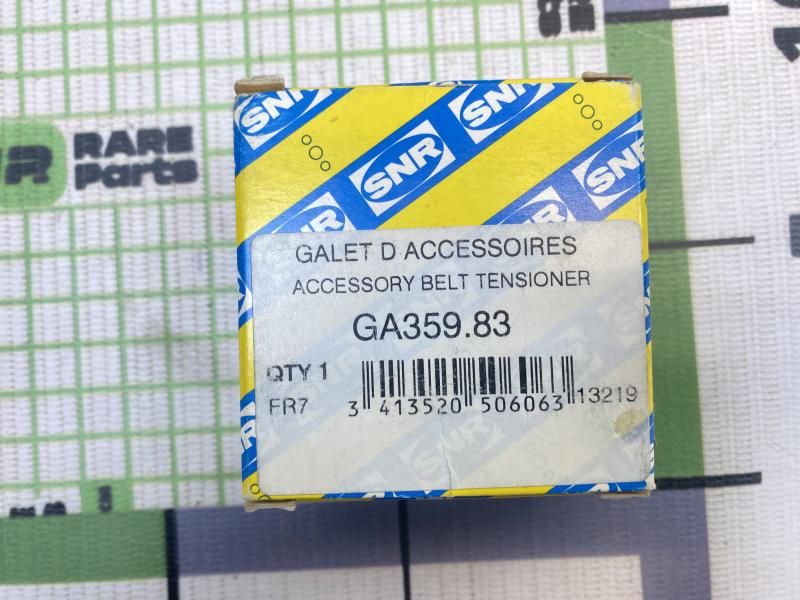 SNR
SNR
SNR
SNR
RARE
Parts
GALET D ACCESSOIRES
ACCESSORY BELT TENSIONER
GA359.83
QTY 1
FR7
3 413520 506063 13219
SNR